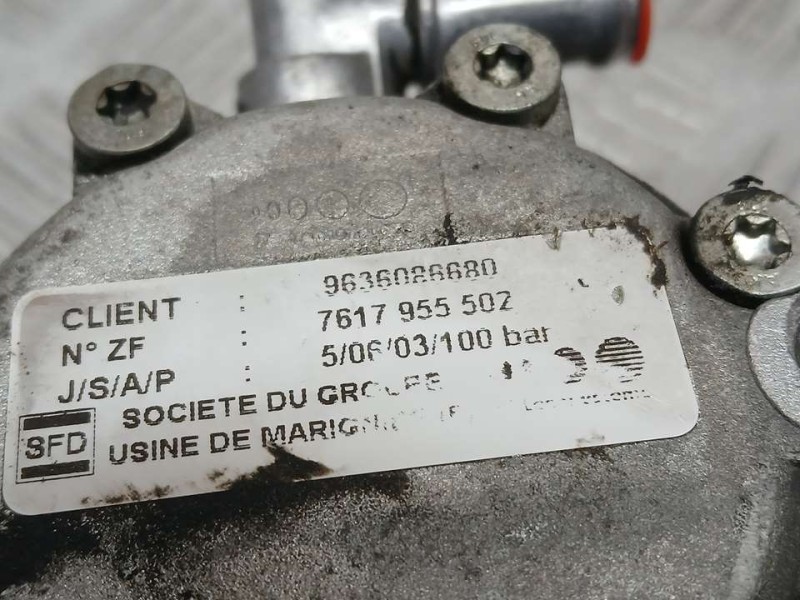 CLIENT : 9636086680
N° ZF : 7617 955 502
J/S/A/P : 5/06/03/100 bar
SFD SOCIETE DU GROUPE
USINE DE